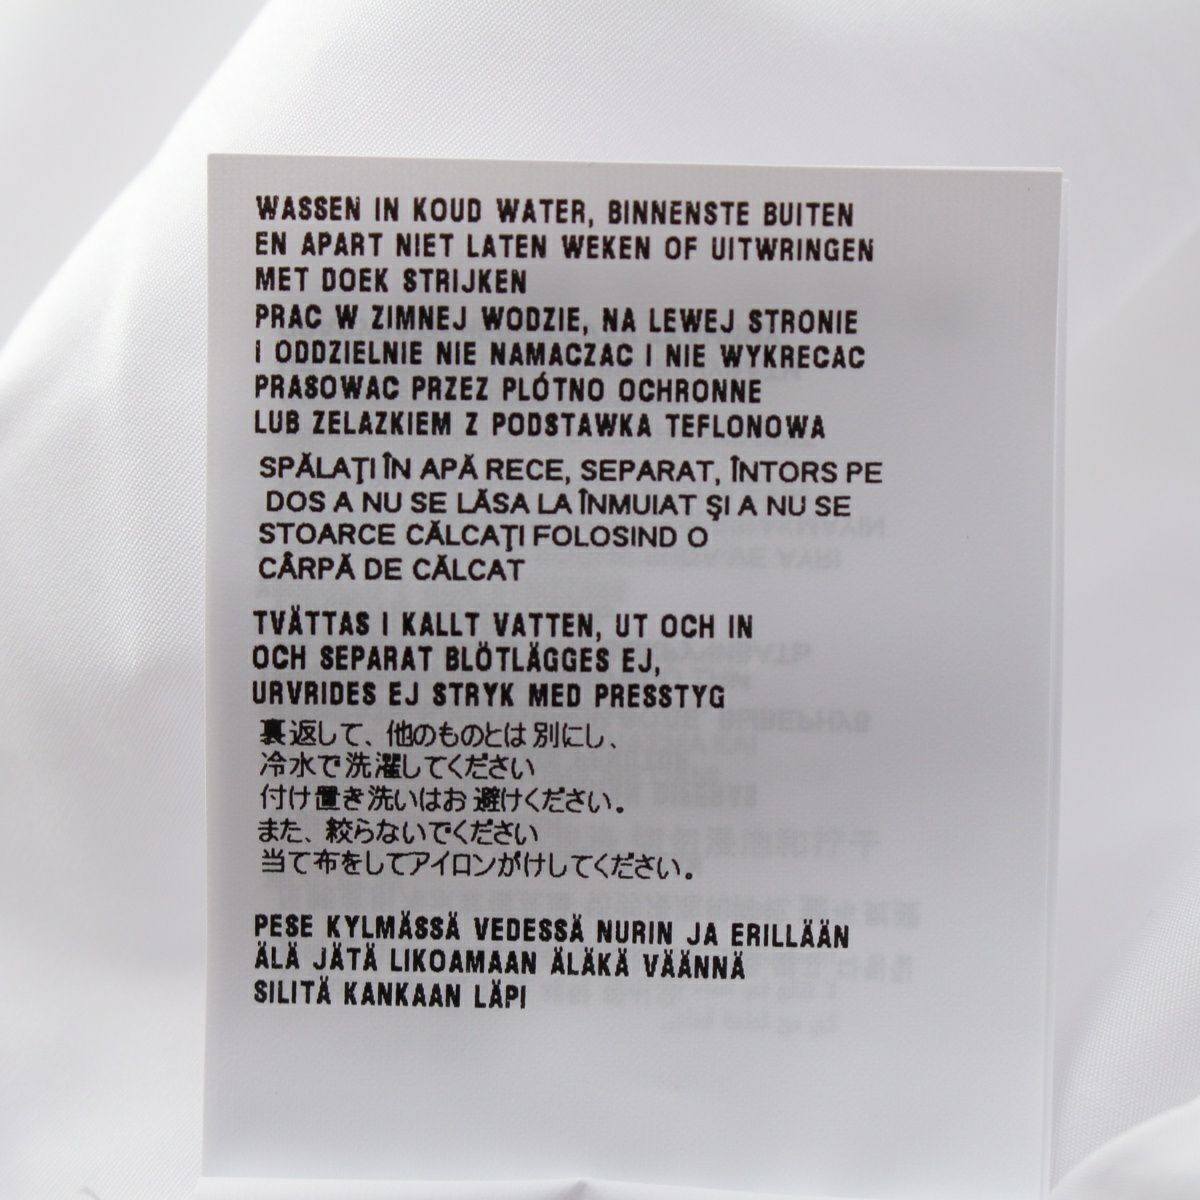 WASSEN IN KOUD WATER, BINNENSTE BUITEN
EN APART NIET LATEN WEKEN OF UITWRINGEN
MET DOEK STRIJKEN
PRAC W ZIMNEJ WODZIE, NA LEWEJ STRONIE
I ODDZIELNIE NIE NAMACZAC I NIE WYKRECAC
PRASOWAC PRZEZ PLÓTNO OCHRONNE
LUB ZELAZKIEM Z PODSTAWKA TEFLONOWA
SPĂLAŢI ÎN APĂ RECE, SEPARAT, ÎNTORS PE
DOS A NU SE LĂSA LA ÎNMUIAT ŞI A NU SE
STOARCE CĂLCAŢI FOLOSIND O
CÂRPĂ DE CĂLCAT
TVÄTTAS I KALLT VATTEN, UT OCH IN
OCH SEPARAT BLÖTLÄGGES EJ,
URVRIDES EJ STRYK MED PRESSTYG
裏返して、他のものとは別にし、
冷水で洗濯してください
付け置き洗いはお避けください。
また、絞らないでください
当て布をしてアイロンがけしてください。
PESE KYLMÄSSÄ VEDESSÄ NURIN JA ERILLÄÄN
ÄLÄ JÄTÄ LIKOAMAAN ÄLÄKÄ VÄÄNNÄ
SILITÄ KANKAAN LÄPI